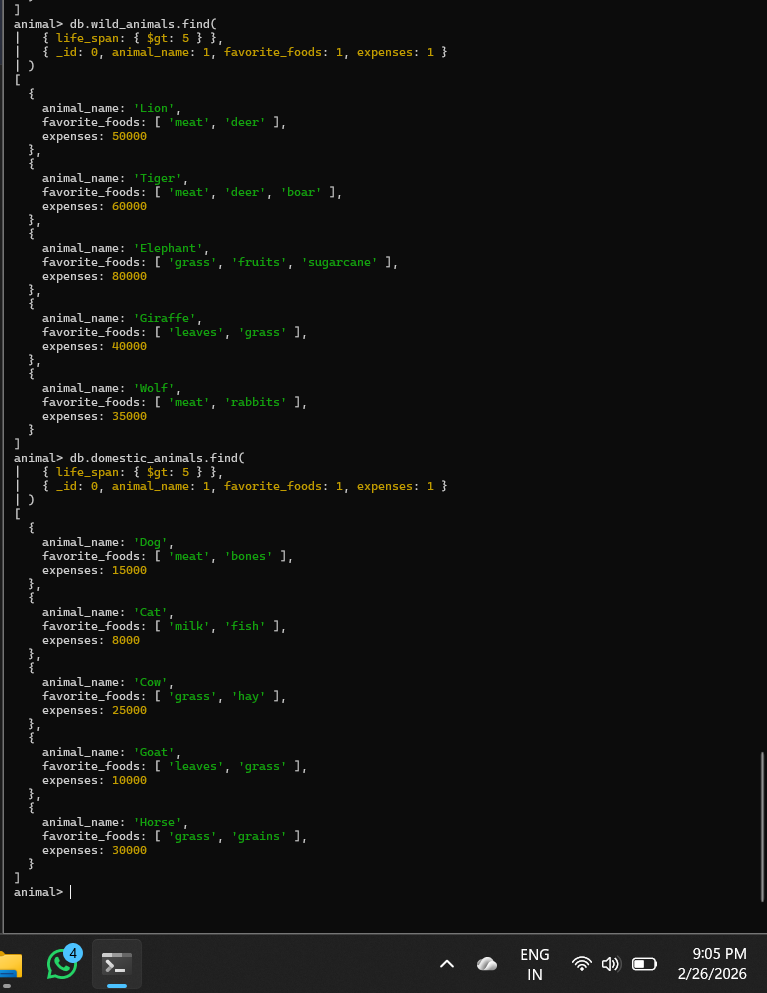 ]
animal> db.wild_animals.find(
|   { life_span: { $gt: 5 } },
|   { _id: 0, animal_name: 1, favorite_foods: 1, expenses: 1 }
| )
[
  {
    animal_name: 'Lion',
    favorite_foods: [ 'meat', 'deer' ],
    expenses: 50000
  },
  {
    animal_name: 'Tiger',
    favorite_foods: [ 'meat', 'deer', 'boar' ],
    expenses: 60000
  },
  {
    animal_name: 'Elephant',
    favorite_foods: [ 'grass', 'fruits', 'sugarcane' ],
    expenses: 80000
  },
  {
    animal_name: 'Giraffe',
    favorite_foods: [ 'leaves', 'grass' ],
    expenses: 40000
  },
  {
    animal_name: 'Wolf',
    favorite_foods: [ 'meat', 'rabbits' ],
    expenses: 35000
  }
]
animal> db.domestic_animals.find(
|   { life_span: { $gt: 5 } },
|   { _id: 0, animal_name: 1, favorite_foods: 1, expenses: 1 }
| )
[
  {
    animal_name: 'Dog',
    favorite_foods: [ 'meat', 'bones' ],
    expenses: 15000
  },
  {
    animal_name: 'Cat',
    favorite_foods: [ 'milk', 'fish' ],
    expenses: 8000
  },
  {
    animal_name: 'Cow',
    favorite_foods: [ 'grass', 'hay' ],
    expenses: 25000
  },
  {
    animal_name: 'Goat',
    favorite_foods: [ 'leaves', 'grass' ],
    expenses: 10000
  },
  {
    animal_name: 'Horse',
    favorite_foods: [ 'grass', 'grains' ],
    expenses: 30000
  }
]
animal>
4
ENG
IN
9:05 PM
2/26/2026